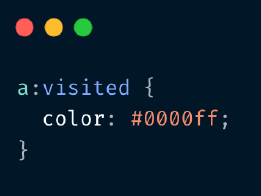 a:visited {
  color: #0000ff;
}